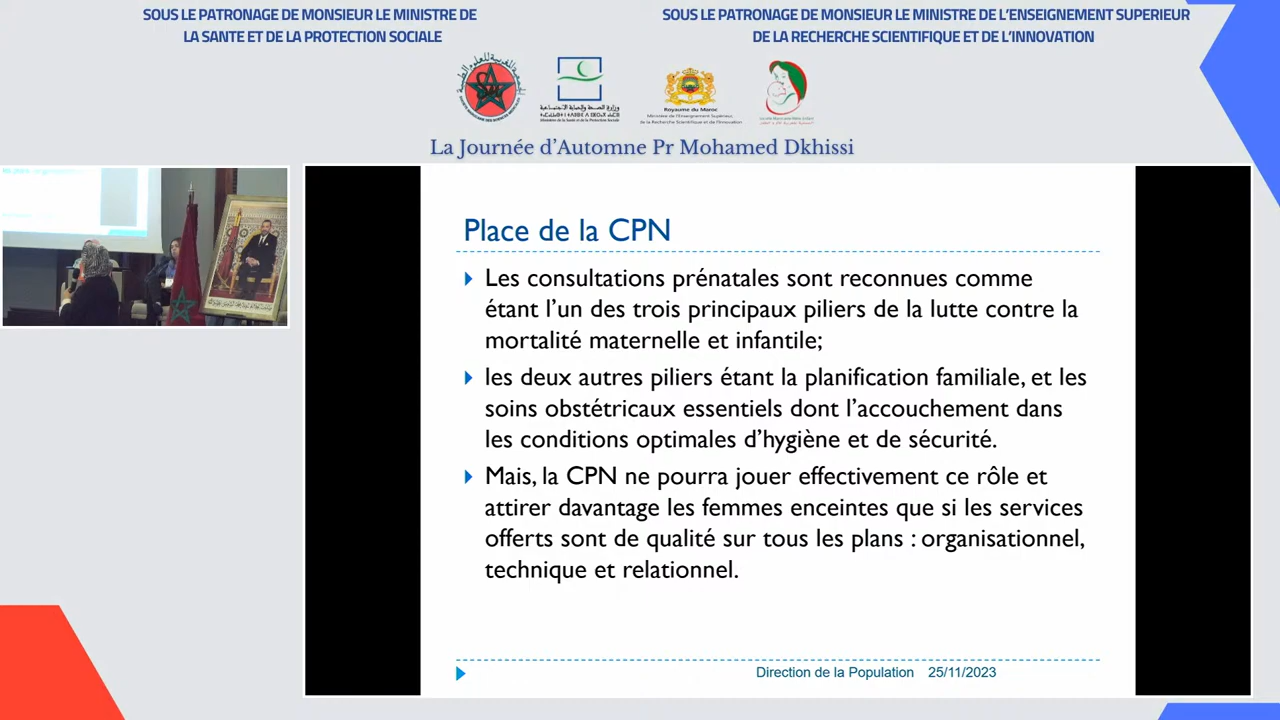 SOUS LE PATRONAGE DE MONSIEUR LE MINISTRE DE
LA SANTE ET DE LA PROTECTION SOCIALE
SOUS LE PATRONAGE DE MONSIEUR LE MINISTRE DE L'ENSEIGNEMENT SUPERIEUR
DE LA RECHERCHE SCIENTIFIQUE ET DE L'INNOVATION
Royaume du Maroc
La Journée d'Automne Pr Mohamed Dkhissi
Place de la CPN
Les consultations prénatales sont reconnues comme
étant l'un des trois principaux piliers de la lutte contre la
mortalité maternelle et infantile;
les deux autres piliers étant la planification familiale, et les
soins obstétricaux essentiels dont l'accouchement dans
les conditions optimales d'hygiène et de sécurité.
Mais, la CPN ne pourra jouer effectivement ce rôle et
attirer davantage les femmes enceintes que si les services
offerts sont de qualité sur tous les plans : organisationnel,
technique et relationnel.
Direction de la Population 25/11/2023